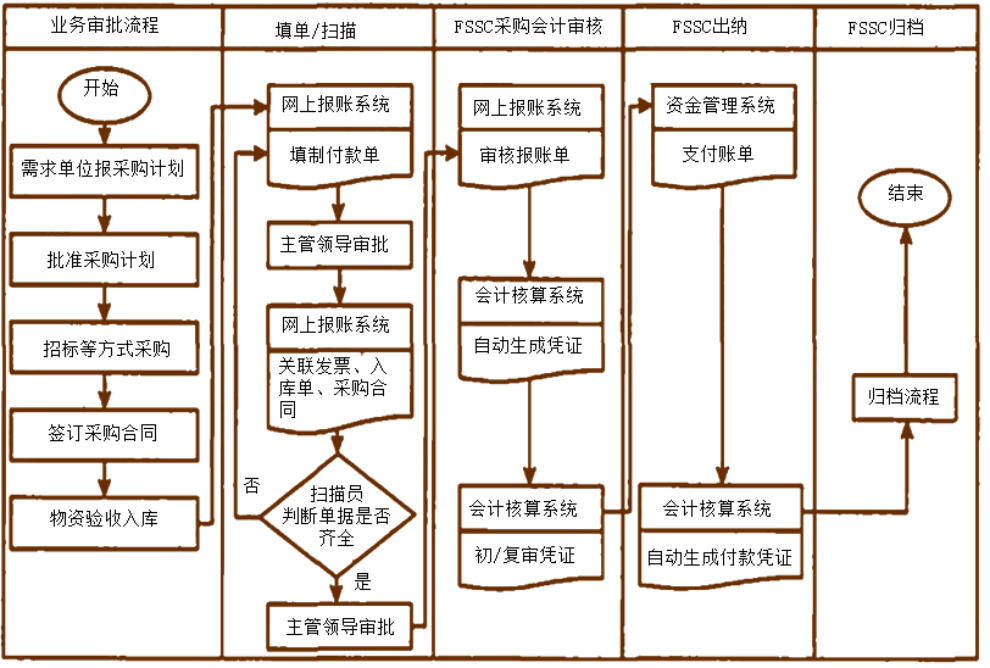 业务审批流程
填单/扫描
FSSC采购会计审核
FSSC出纳
FSSC归档
开始
需求单位报采购计划
批准采购计划
招标等方式采购
签订采购合同
物资验收入库
网上报账系统
填制付款单
主管领导审批
网上报账系统
关联发票、入
库单、采购合
同
否
扫描员
判断单据是否
齐全
是
主管领导审批
网上报账系统
审核报账单
会计核算系统
自动生成凭证
会计核算系统
初/复审凭证
资金管理系统
支付账单
会计核算系统
自动生成付款凭证
结束
归档流程